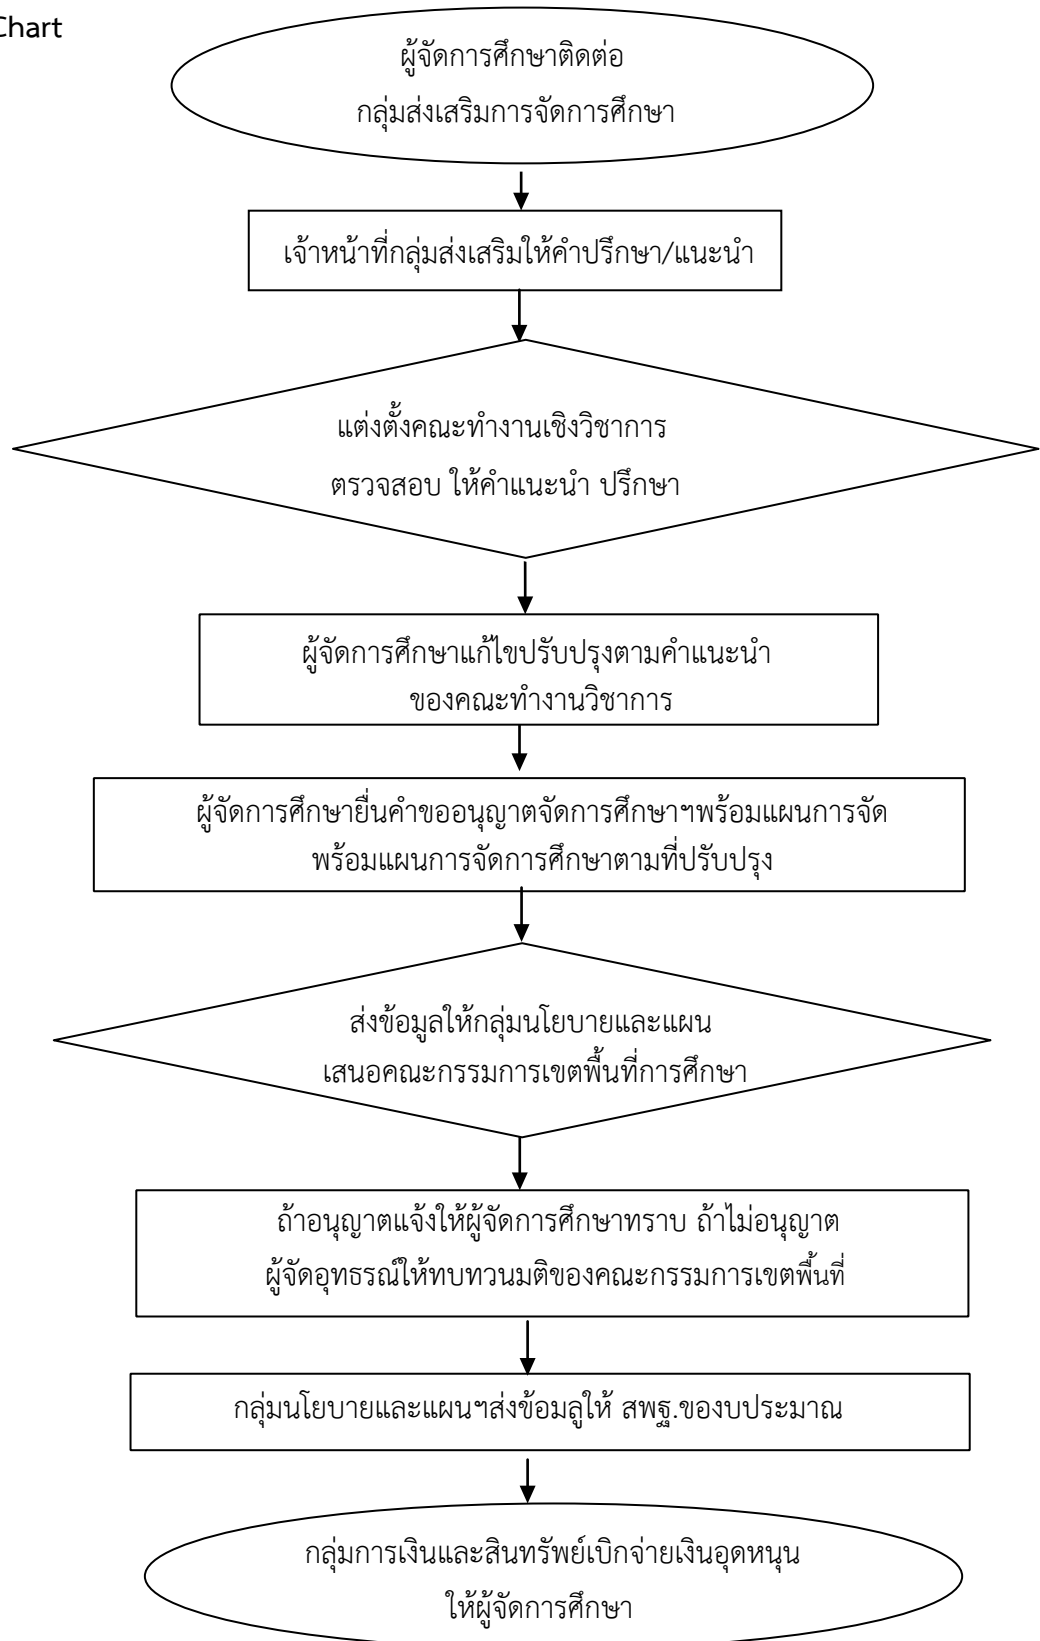 Chart
ผู้จัดการศึกษาติดต่อ
กลุ่มส่งเสริมการจัดการศึกษา
เจ้าหน้าที่กลุ่มส่งเสริมให้คำปรึกษา/แนะนำ
แต่งตั้งคณะทำงานเชิงวิชาการ
ตรวจสอบ ให้คำแนะนำ ปรึกษา
ผู้จัดการศึกษาแก้ไขปรับปรุงตามคำแนะนำ
ของคณะทำงานวิชาการ
ผู้จัดการศึกษายื่นคำขออนุญาตจัดการศึกษาฯพร้อมแผนการจัด
พร้อมแผนการจัดการศึกษาตามที่ปรับปรุง
ส่งข้อมูลให้กลุ่มนโยบายและแผน
เสนอคณะกรรมการเขตพื้นที่การศึกษา
ถ้าอนุญาตแจ้งให้ผู้จัดการศึกษาทราบ ถ้าไม่อนุญาต
ผู้จัดอุทธรณ์ให้ทบทวนมติของคณะกรรมการเขตพื้นที่
กลุ่มนโยบายและแผนฯส่งข้อมลูให้ สพฐ.ของบประมาณ
กลุ่มการเงินและสินทรัพย์เบิกจ่ายเงินอุดหนุน
ให้ผู้จัดการศึกษา